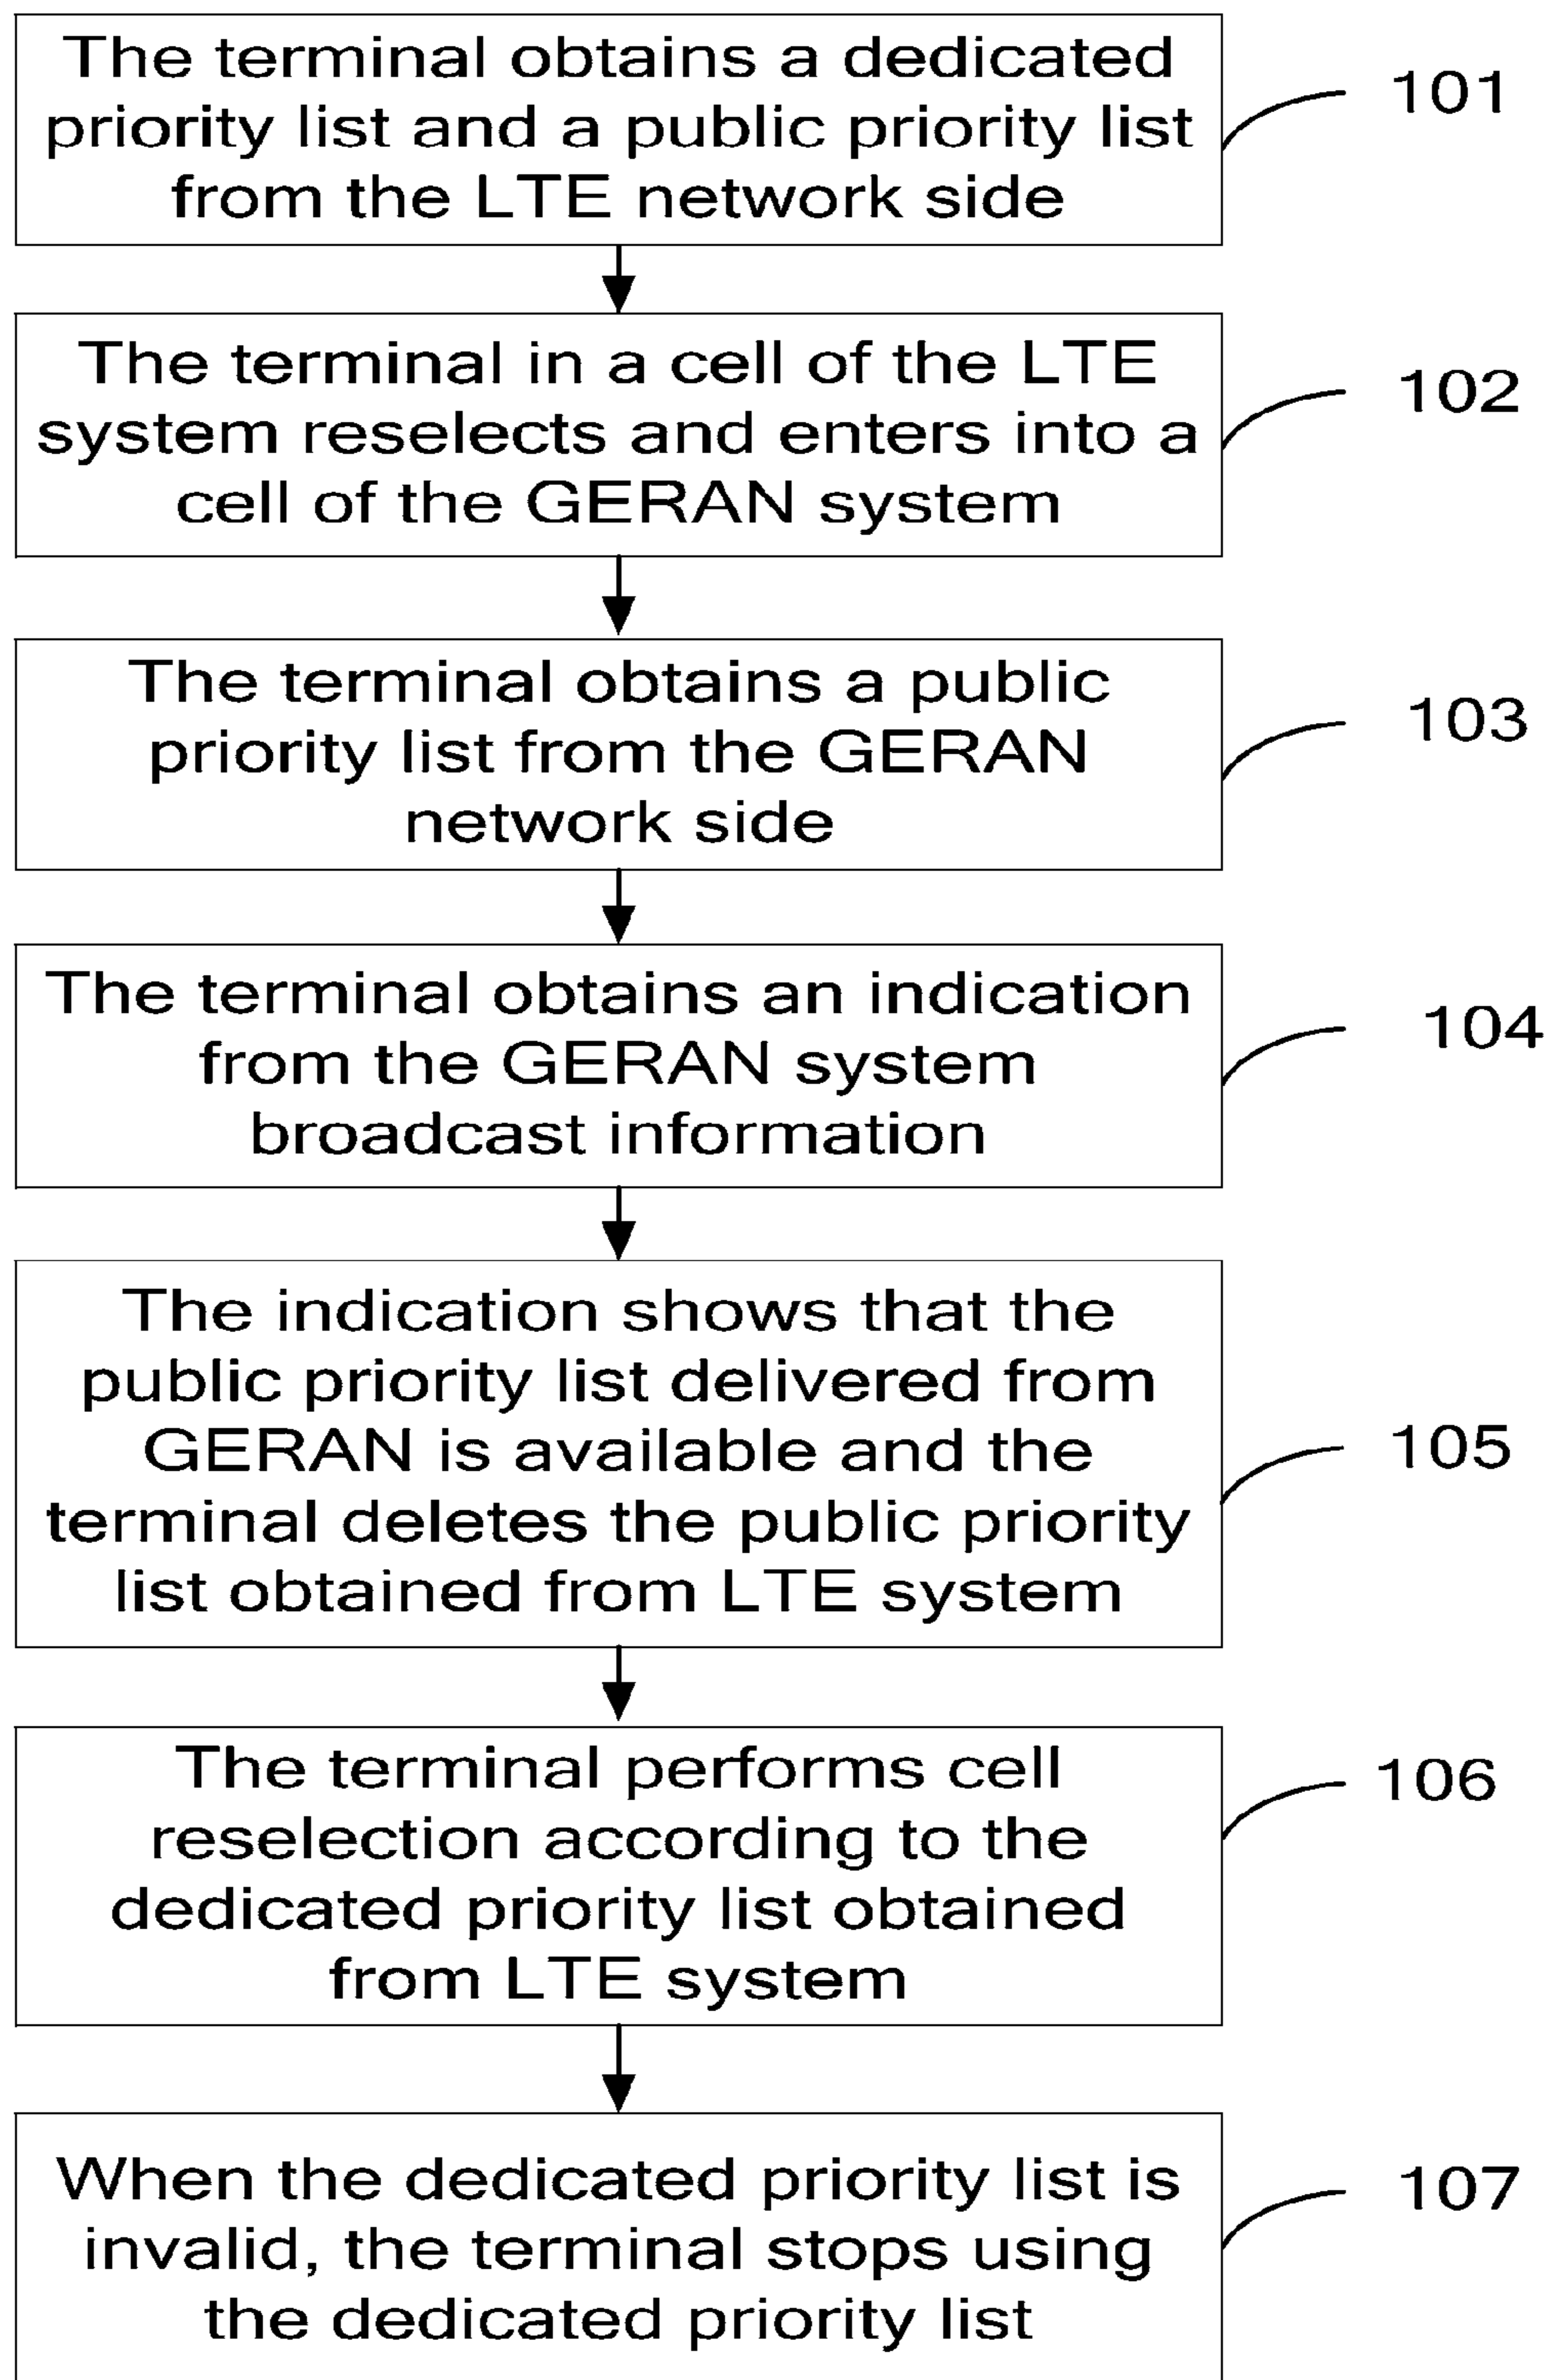 The terminal obtains a dedicated
priority list and a public priority list
from the LTE network side
101
The terminal in a cell of the LTE
system reselects and enters into a
cell of the GERAN system
102
The terminal obtains a public
priority list from the GERAN
network side
103
The terminal obtains an indication
from the GERAN system
broadcast information
104
The indication shows that the
public priority list delivered from
GERAN is available and the
terminal deletes the public priority
list obtained from LTE system
105
The terminal performs cell
reselection according to the
dedicated priority list obtained
from LTE system
106
When the dedicated priority list is
invalid, the terminal stops using
the dedicated priority list
107